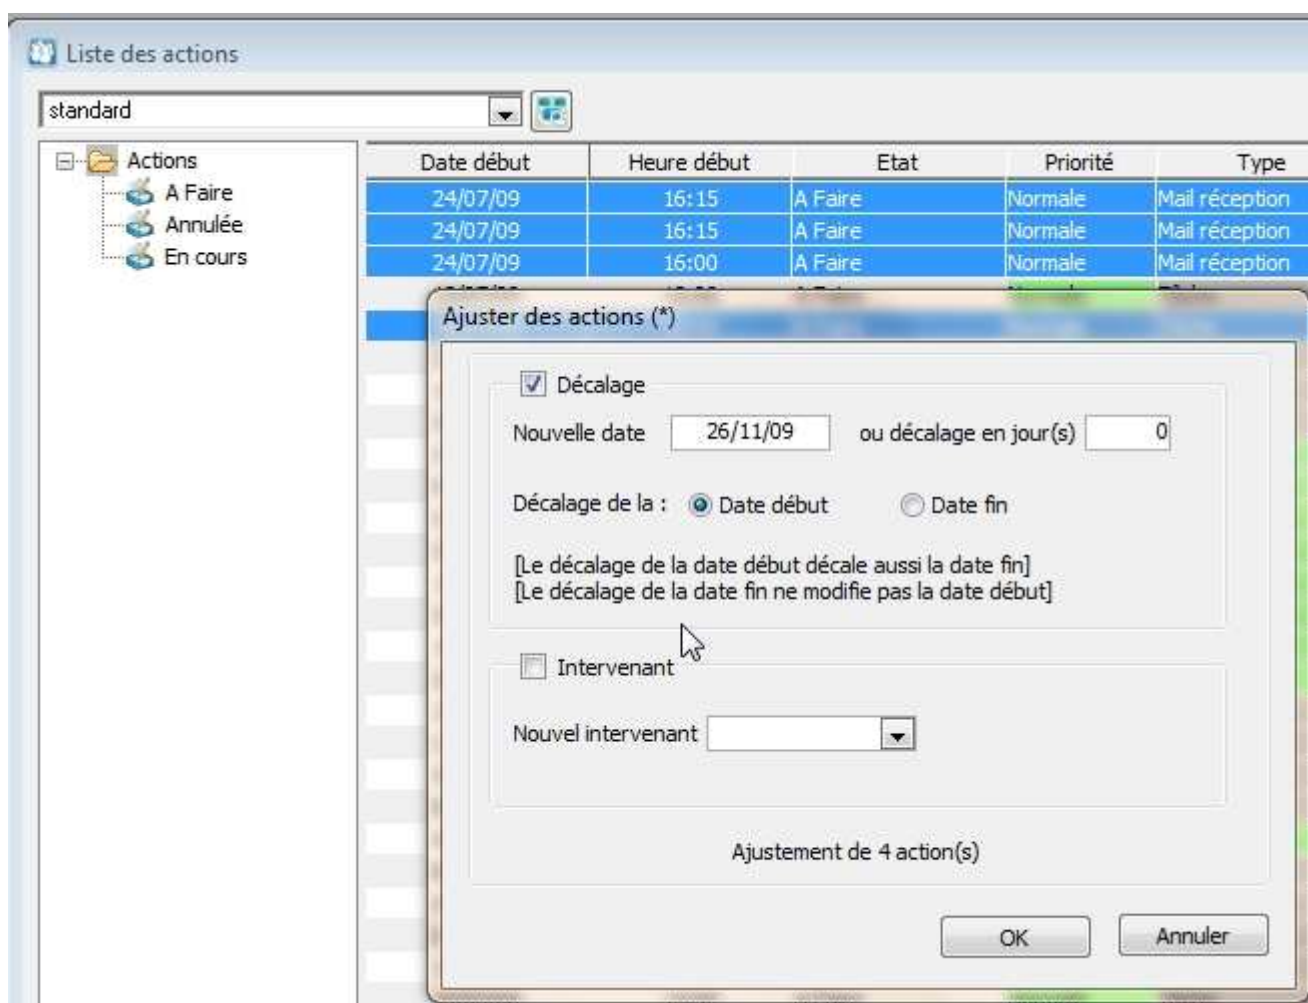 Liste des actions
standard
Actions
A Faire
Annulée
En cours
Date début Heure début Etat Priorité Type
24/07/09 16:15 A Faire Normale Mail réception
24/07/09 16:15 A Faire Normale Mail réception
24/07/09 16:00 A Faire Normale Mail réception
Ajuster des actions (*)
Décalage
Nouvelle date 26/11/09 ou décalage en jour(s) 0
Décalage de la : Date début Date fin
[Le décalage de la date début décale aussi la date fin]
[Le décalage de la date fin ne modifie pas la date début]
Intervenant
Nouvel intervenant
Ajustement de 4 action(s)
OK Annuler